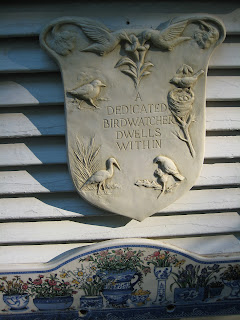 A
DEDICATED
BIRDWATCHER
DWELLS
WITHIN